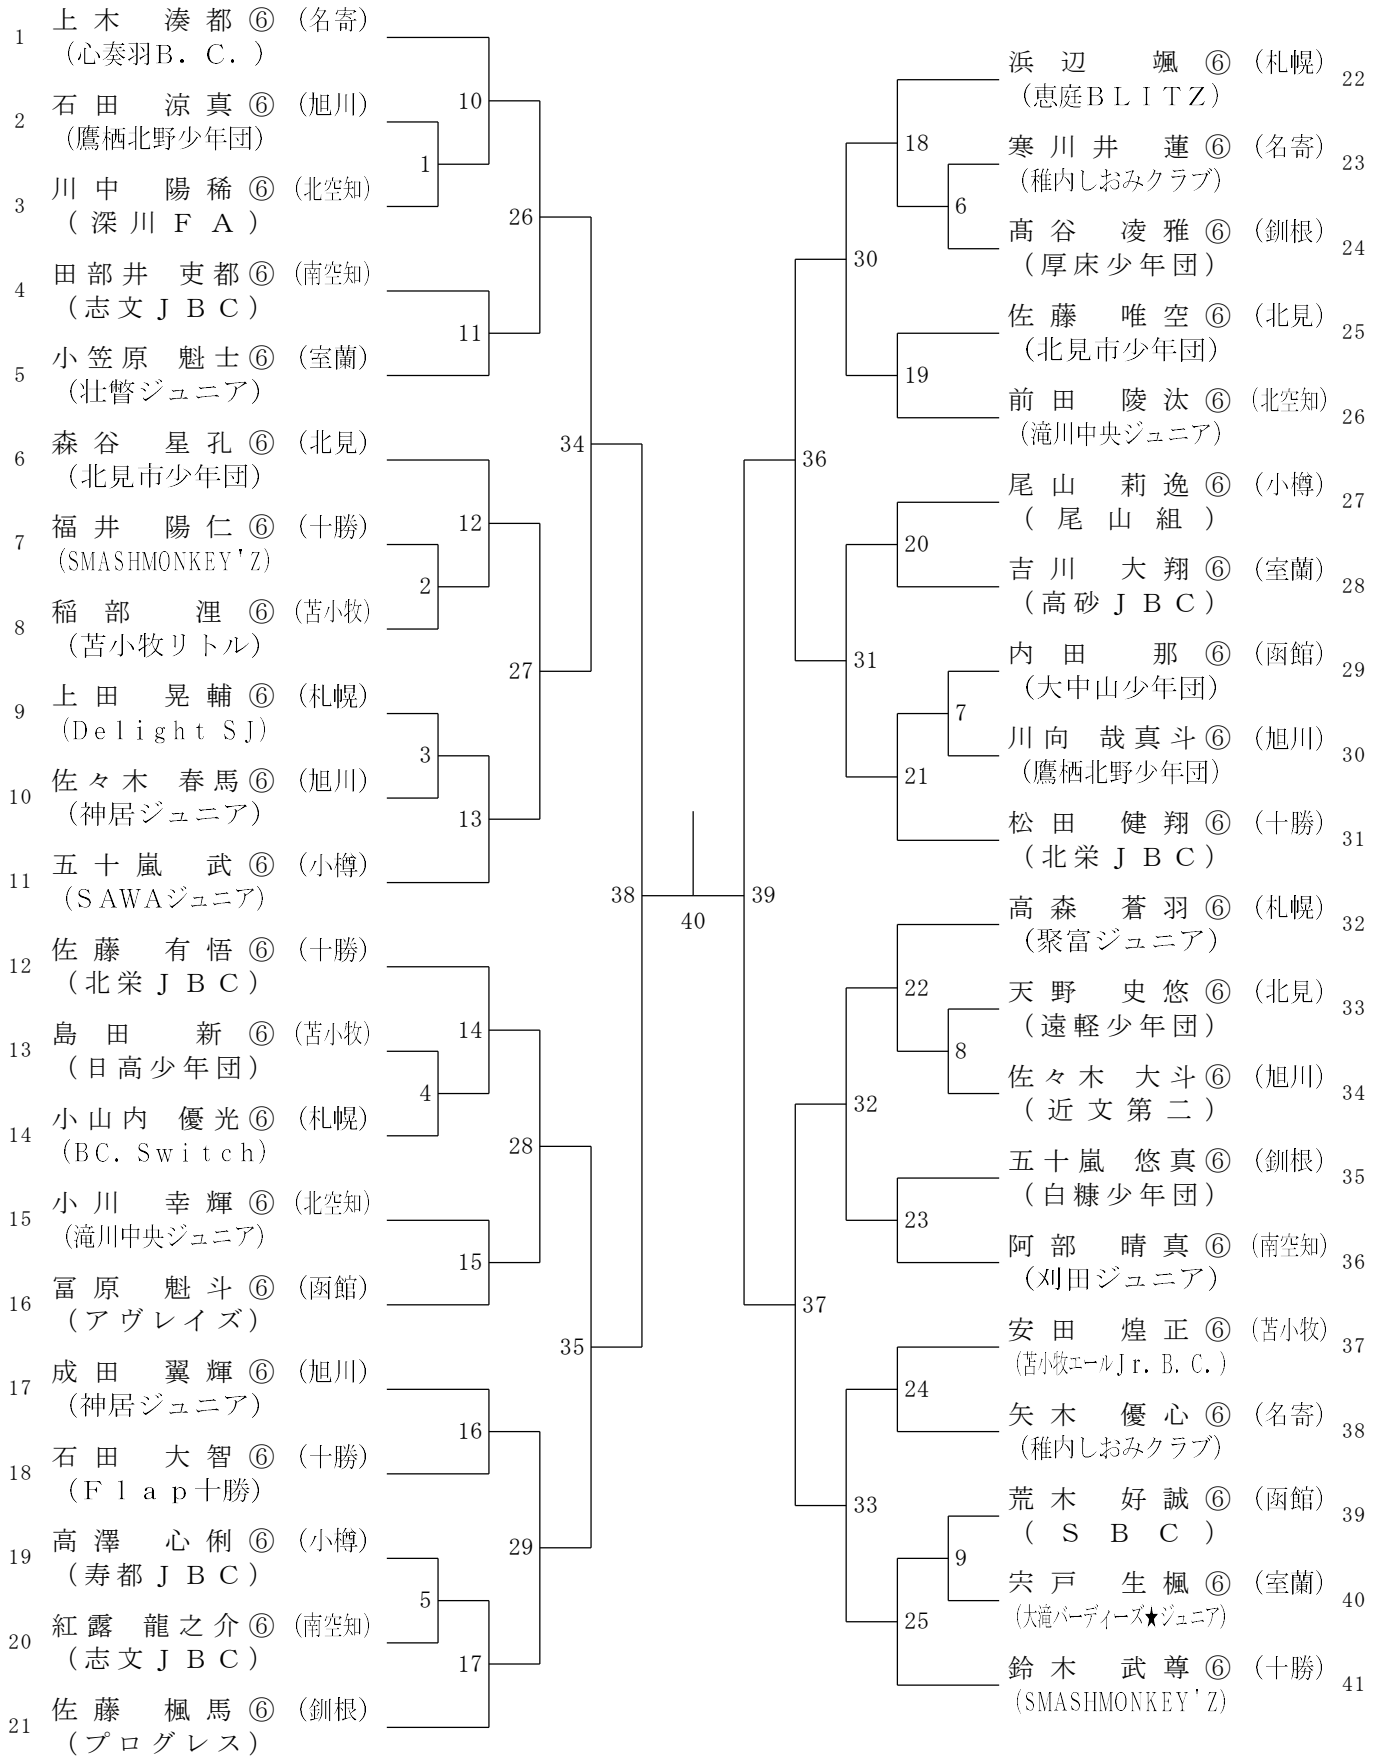 1 上木 湊都⑥ (名寄)
(心奏羽B．C．)
2 石田 涼真⑥ (旭川)
(鷹栖北野少年団)
3 川中 陽稀⑥ (北空知)
(深川FA)
4 田部井 吏都⑥ (南空知)
(志文JBC)
5 小笠原 魁士⑥ (室蘭)
(壮瞥ジュニア)
6 森谷 星孔⑥ (北見)
(北見市少年団)
7 福井 陽仁⑥ (十勝)
(SMASHMONKEY'Z)
8 稲部 浬⑥ (苫小牧)
(苫小牧リトル)
9 上田 晃輔⑥ (札幌)
(Delight SJ)
10 佐々木 春馬⑥ (旭川)
(神居ジュニア)
11 五十嵐 武⑥ (小樽)
(SAWAジュニア)
12 佐藤 有悟⑥ (十勝)
(北栄JBC)
13 島田 新⑥ (苫小牧)
(日高少年団)
14 小山内 優光⑥ (札幌)
(BC．Switch)
15 小川 幸輝⑥ (北空知)
(滝川中央ジュニア)
16 冨原 魁斗⑥ (函館)
(アヴレイズ)
17 成田 翼輝⑥ (旭川)
(神居ジュニア)
18 石田 大智⑥ (十勝)
(Flap十勝)
19 高澤 心俐⑥ (小樽)
(寿都JBC)
20 紅露 龍之介⑥ (南空知)
(志文JBC)
21 佐藤 楓馬⑥ (釧根)
(プログレス)
1
2
3
4
5
10
11
12
13
14
15
16
17
26
27
28
29
34
35
38
40
39
36
37
30
31
32
33
18
19
20
21
22
23
24
25
6
7
8
9
浜辺 颯⑥ (札幌) 22
(恵庭BLITZ)
寒川井 蓮⑥ (名寄) 23
(稚内しおみクラブ)
髙谷 凌雅⑥ (釧根) 24
(厚床少年団)
佐藤 唯空⑥ (北見) 25
(北見市少年団)
前田 陵汰⑥ (北空知) 26
(滝川中央ジュニア)
尾山 莉逸⑥ (小樽) 27
(尾山組)
吉川 大翔⑥ (室蘭) 28
(高砂JBC)
内田 那⑥ (函館) 29
(大中山少年団)
川向 哉真斗⑥ (旭川) 30
(鷹栖北野少年団)
松田 健翔⑥ (十勝) 31
(北栄JBC)
高森 蒼羽⑥ (札幌) 32
(聚富ジュニア)
天野 史悠⑥ (北見) 33
(遠軽少年団)
佐々木 大斗⑥ (旭川) 34
(近文第二)
五十嵐 悠真⑥ (釧根) 35
(白糠少年団)
阿部 晴真⑥ (南空知) 36
(刈田ジュニア)
安田 煌正⑥ (苫小牧) 37
(苫小牧エールJr．B．C．)
矢木 優心⑥ (名寄) 38
(稚内しおみクラブ)
荒木 好誠⑥ (函館) 39
(SBC)
宍戸 生楓⑥ (室蘭) 40
(大滝バーディーズ★ジュニア)
鈴木 武尊⑥ (十勝) 41
(SMASHMONKEY'Z)